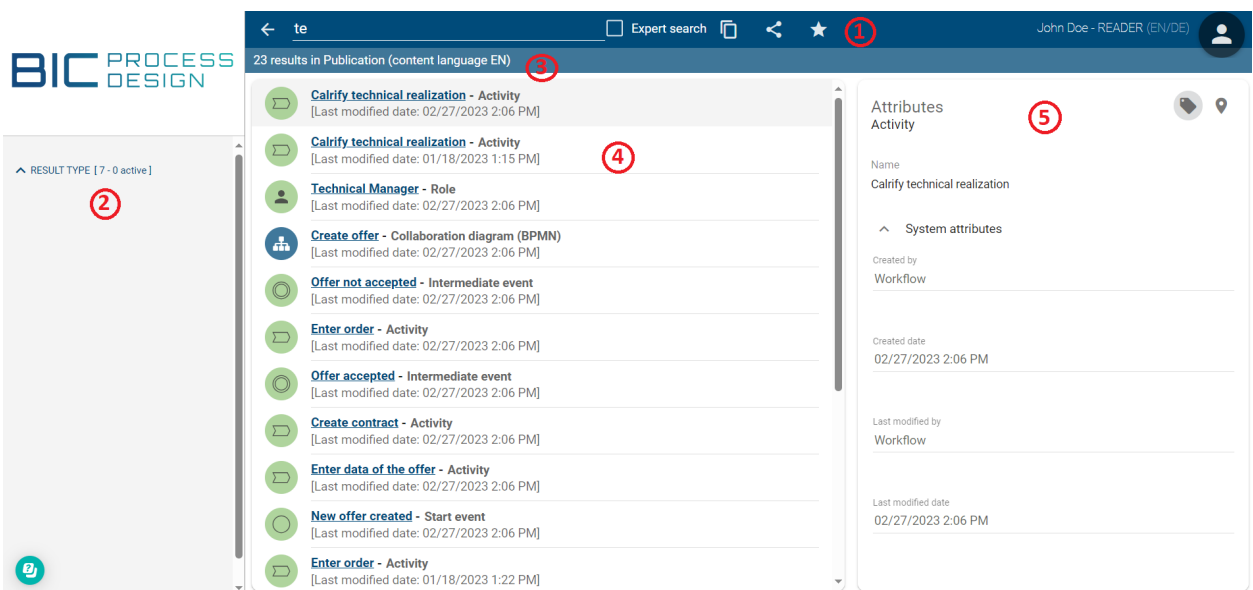 te
Expert search
1
John Doe - READER (EN/DE)
BIC PROCESS
DESIGN
23 results in Publication (content language EN)
3
RESULT TYPE [ 7 - 0 active ]
2
Calrify technical realization - Activity
[Last modified date: 02/27/2023 2:06 PM]
Calrify technical realization - Activity
[Last modified date: 01/18/2023 1:15 PM]
4
Technical Manager - Role
[Last modified date: 02/27/2023 2:06 PM]
Create offer - Collaboration diagram (BPMN)
[Last modified date: 02/27/2023 2:06 PM]
Offer not accepted - Intermediate event
[Last modified date: 02/27/2023 2:06 PM]
Enter order - Activity
[Last modified date: 02/27/2023 2:06 PM]
Offer accepted - Intermediate event
[Last modified date: 02/27/2023 2:06 PM]
Create contract - Activity
[Last modified date: 02/27/2023 2:06 PM]
Enter data of the offer - Activity
[Last modified date: 02/27/2023 2:06 PM]
New offer created - Start event
[Last modified date: 02/27/2023 2:06 PM]
Enter order - Activity
[Last modified date: 01/18/2023 1:22 PM]
Attributes
Activity
5
Name
Calrify technical realization
System attributes
Created by
Workflow
Created date
02/27/2023 2:06 PM
Last modified by
Workflow
Last modified date
02/27/2023 2:06 PM